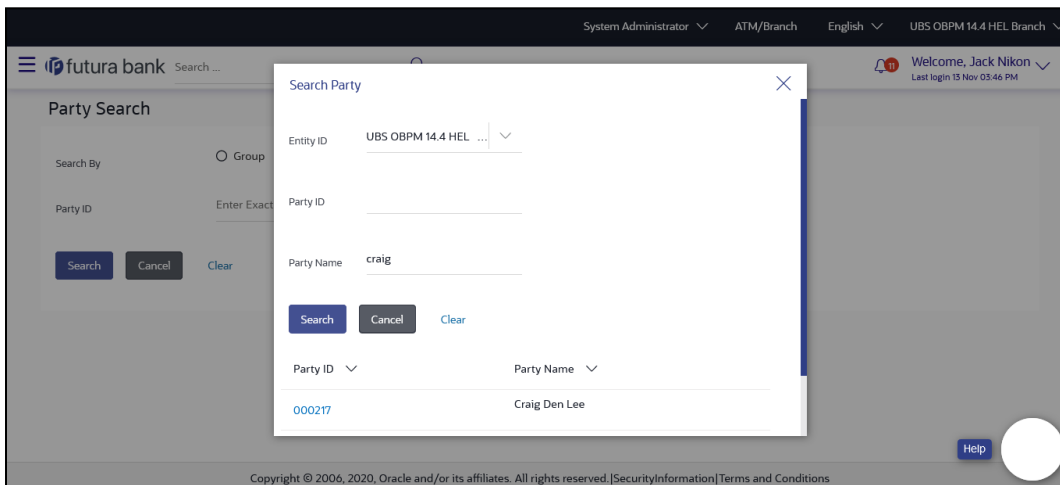 System Administrator ATM/Branch English UBS OBPM 14.4 HEL Branch
futura bank Search ... 11 Welcome, Jack Nikon
Last login 13 Nov 03:46 PM
Party Search
Search By Group
Party ID Enter Exact
Search Cancel Clear
Search Party
Entity ID UBS OBPM 14.4 HEL ...
Party ID
Party Name craig
Search Cancel Clear
Party ID Party Name
000217 Craig Den Lee
Help
Copyright © 2006, 2020, Oracle and/or its affiliates. All rights reserved.|SecurityInformation|Terms and Conditions